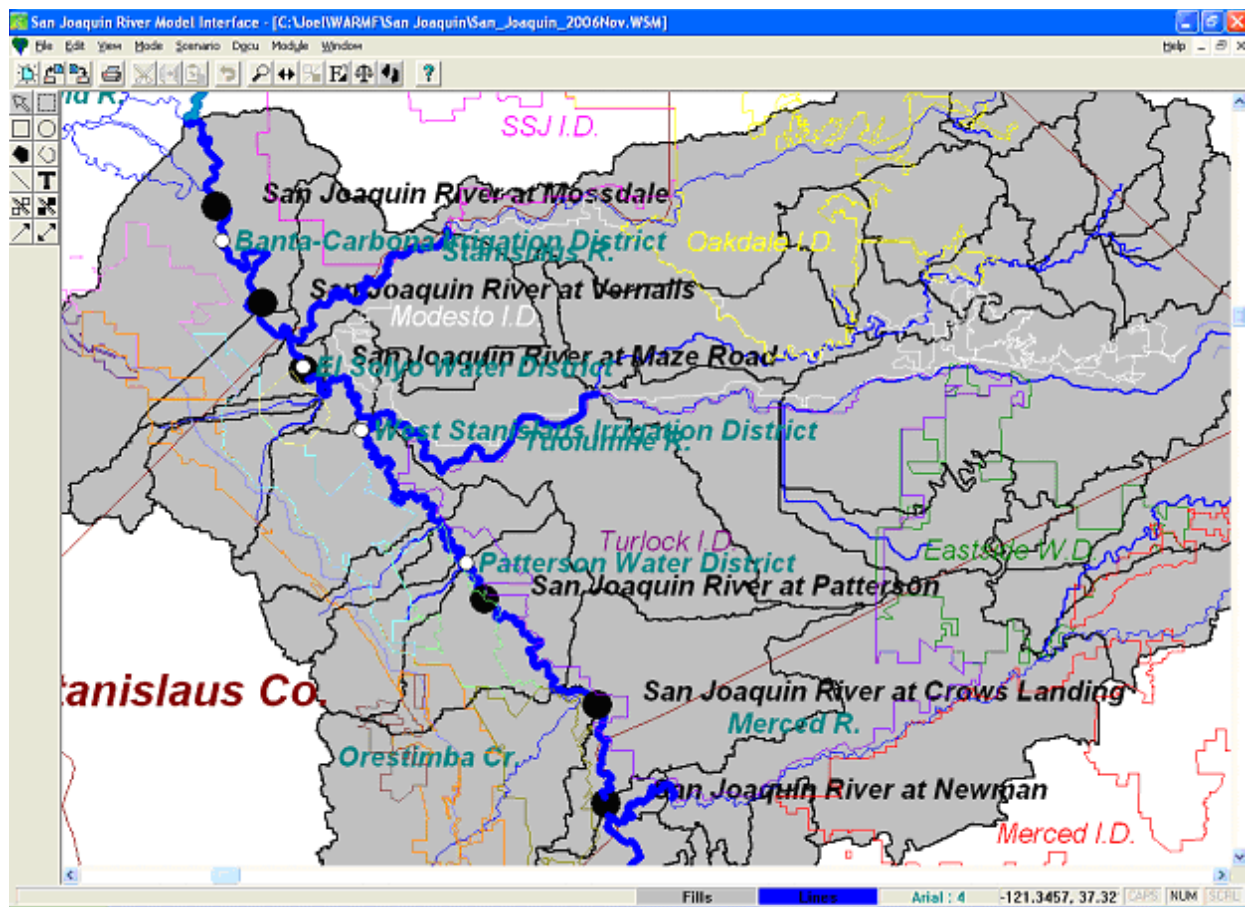 San Joaquin River Model Interface - [C:\Joel\WARMF\San Joaquin\San_Joaquin_2006Nov.WSM]
File Edit View Mode Scenario Document Module Window Help
SSJ I.D.
San Joaquin River at Mossdale
Banta-Carbona Irrigation District
Oakdale I.D.
Stanislaus R.
San Joaquin River at Vernalis
Modesto I.D.
San Joaquin River at Maze Road
El Solyo Water District
West Stanislaus Irrigation District
Tuolumne R.
Turlock I.D.
Eastside W.D.
Patterson Water District
San Joaquin River at Patterson
tanislaus Co.
San Joaquin River at Crows Landing
Merced R.
Orestimba Cr.
San Joaquin River at Newman
Merced I.D.
Fills Lines Arial : 4 -121.3457, 37.32 CAPS NUM SCRL